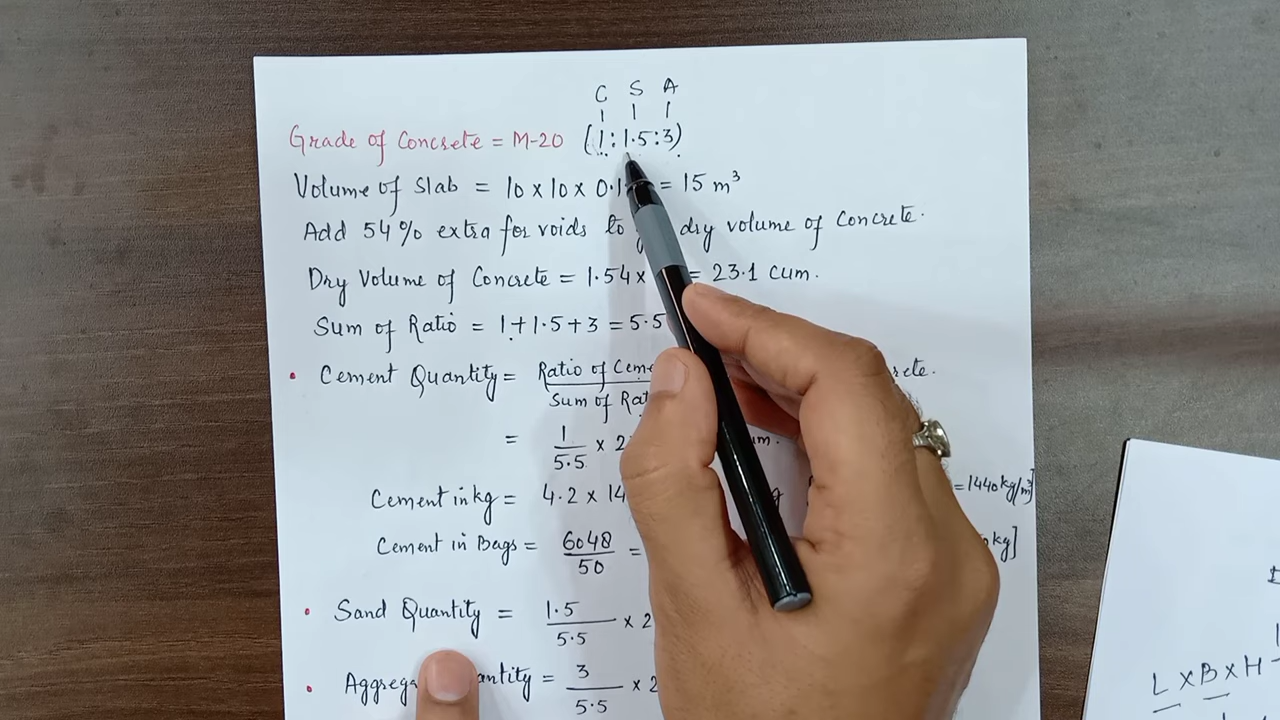 C S A
Grade of Concrete = M-20 (1:1.5:3)
Volume of Slab = 10 x 10 x 0.1 = 15 m³
Add 54% extra for voids to dry volume of Concrete.
Dry Volume of Concrete = 1.54 x = 23.1 cum.
Sum of Ratio = 1+1.5+3 = 5.5
• Cement Quantity = Ratio of Ceme rete.
Sum of Rat
= 1/5.5 x 2 um.
Cement in kg = 4.2 x 14 g = 1440 kg/m³]
Cement in Bags = 6048/50 = kg]
• Sand Quantity = 1.5/5.5 x 2
• Aggrega antity = 3/5.5 x 2
L x B x H